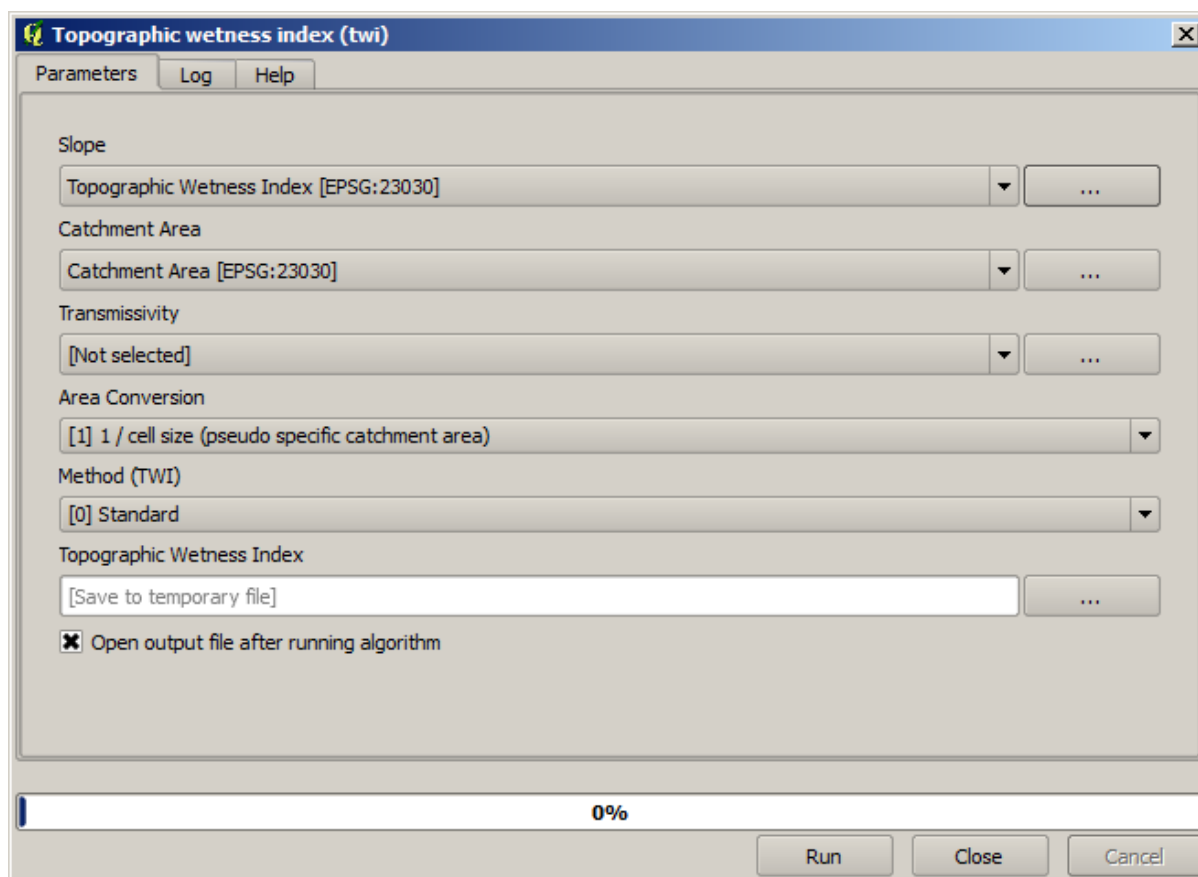 Topographic wetness index (twi)
Parameters Log Help
Slope
Topographic Wetness Index [EPSG:23030] ...
Catchment Area
Catchment Area [EPSG:23030] ...
Transmissivity
[Not selected] ...
Area Conversion
[1] 1 / cell size (pseudo specific catchment area)
Method (TWI)
[0] Standard
Topographic Wetness Index
[Save to temporary file] ...
Open output file after running algorithm
0%
Run Close Cancel